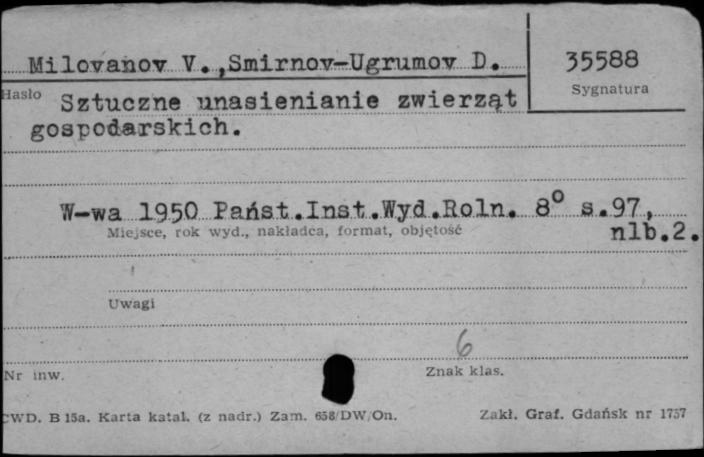 Milovanov V.,Smirnov-Ugrumov D.
35588
Hasło
Sygnatura
Sztuczne unasienianie zwierząt
gospodarskich.
W-wa 1950 Państ.Inst.Wyd.Roln. 8° s.97,
Miejsce, rok wyd., nakładca, format, objętość
nlb.2.
Uwagi
6
Nr inw.
Znak klas.
CWD. B 15a. Karta katal. (z nadr.) Zam. 658/DW/On.
Zakł. Graf. Gdańsk nr 1757